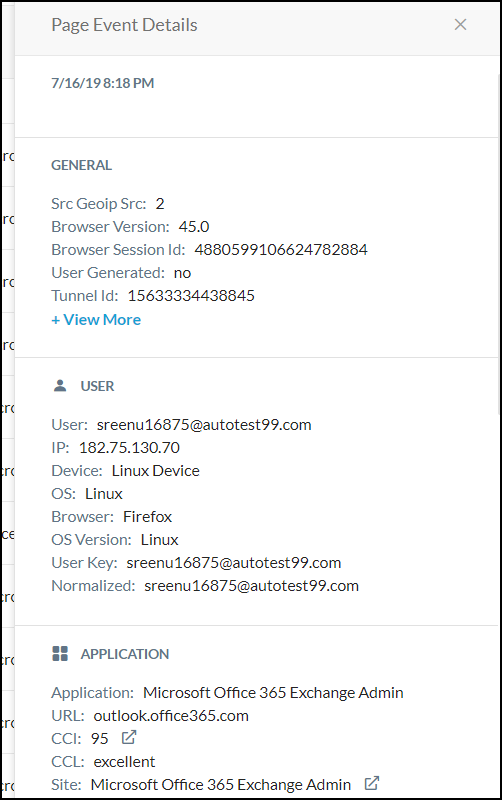 Page Event Details
7/16/19 8:18 PM
GENERAL
Src Geoip Src: 2
Browser Version: 45.0
Browser Session Id: 4880599106624782884
User Generated: no
Tunnel Id: 15633334438845
+ View More
USER
User: sreenu16875@autotest99.com
IP: 182.75.130.70
Device: Linux Device
OS: Linux
Browser: Firefox
OS Version: Linux
User Key: sreenu16875@autotest99.com
Normalized: sreenu16875@autotest99.com
APPLICATION
Application: Microsoft Office 365 Exchange Admin
URL: outlook.office365.com
CCI: 95
CCL: excellent
Site: Microsoft Office 365 Exchange Admin